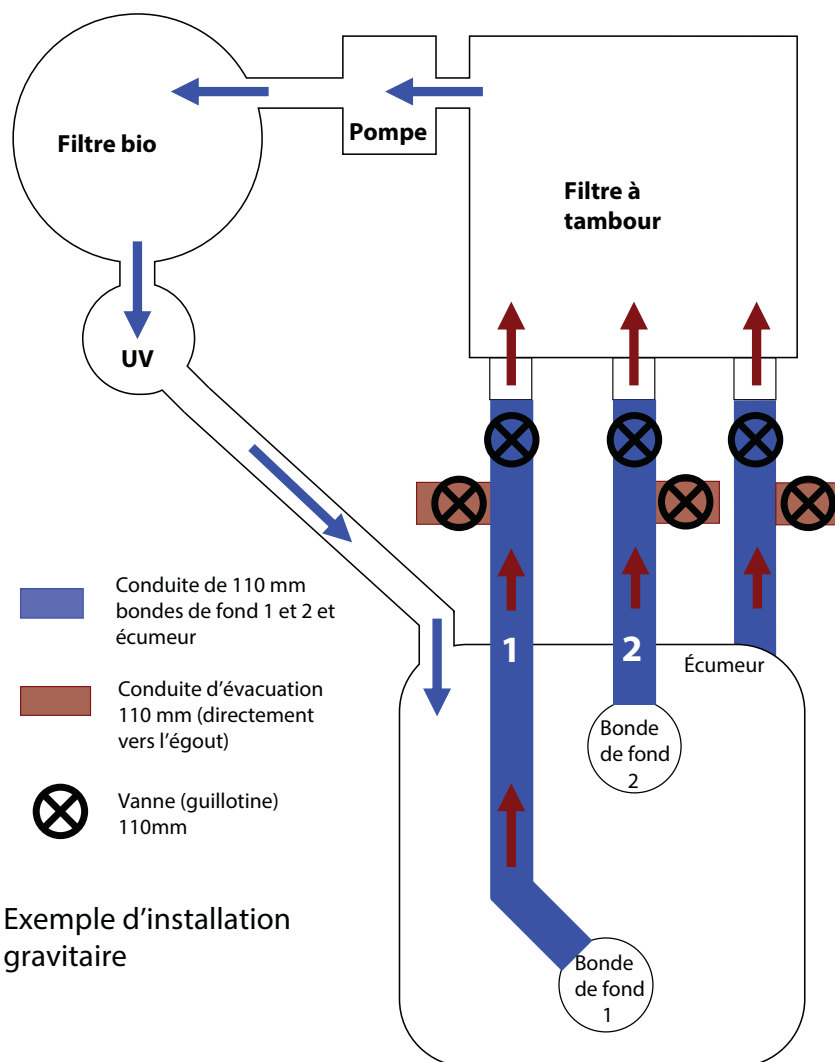 Filtre bio
Pompe
Filtre à
tambour
UV
Conduite de 110 mm
bondes de fond 1 et 2 et
écumeur
Conduite d’évacuation
110 mm (directement
vers l’égout)
Vanne (guillotine)
110mm
Exemple d’installation
gravitaire
1
2
Écumeur
Bonde
de fond
2
Bonde
de fond
1